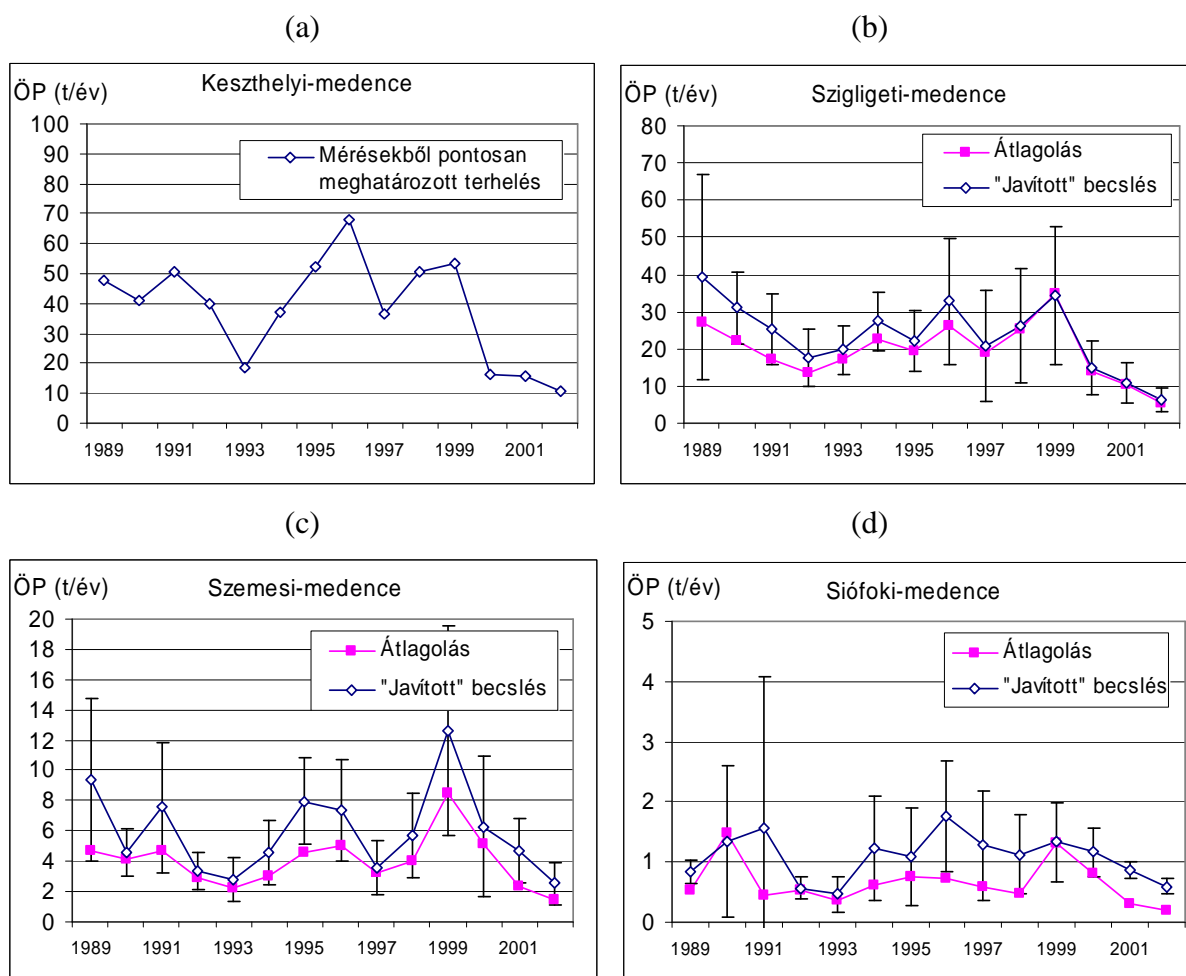 (a)
Keszthelyi-medence
ÖP (t/év)
100
90
80
70
60
50
40
30
20
10
0
Mérésekből pontosan
meghatározott terhelés
1989 1991 1993 1995 1997 1999 2001
(b)
Szigligeti-medence
ÖP (t/év)
80
70
60
50
40
30
20
10
0
Átlagolás
"Javított" becslés
1989 1991 1993 1995 1997 1999 2001
(c)
Szemesi-medence
ÖP (t/év)
20
18
16
14
12
10
8
6
4
2
0
Átlagolás
"Javított" becslés
1989 1991 1993 1995 1997 1999 2001
(d)
Siófoki-medence
ÖP (t/év)
5
4
3
2
1
0
Átlagolás
"Javított" becslés
1989 1991 1993 1995 1997 1999 2001